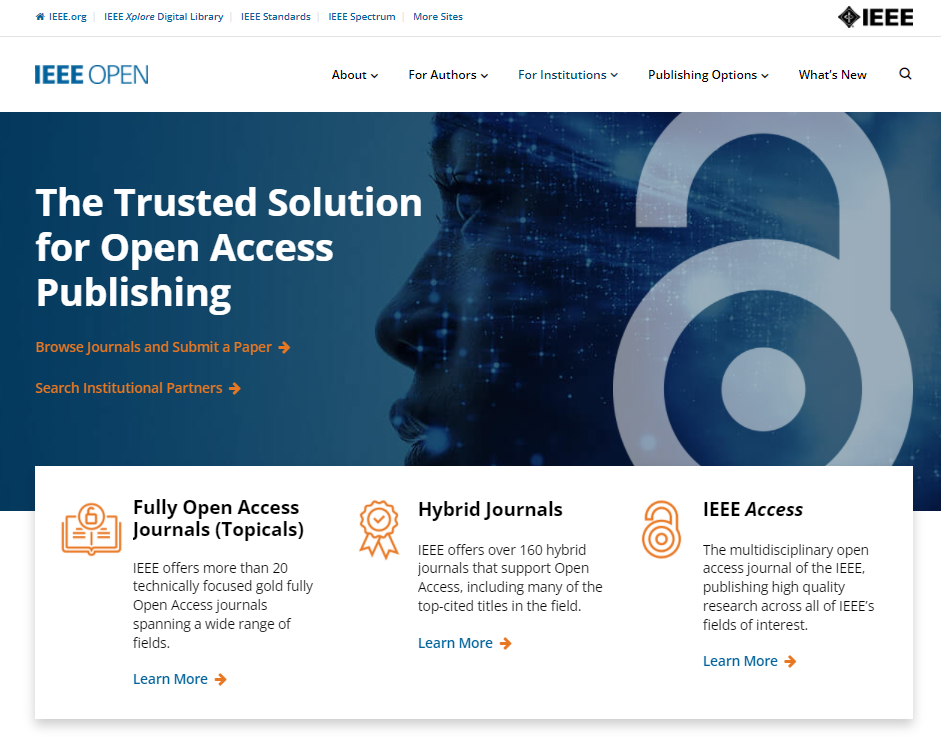 IEEE.org IEEE Xplore Digital Library IEEE Standards IEEE Spectrum More Sites
IEEE
IEEE OPEN
About For Authors For Institutions Publishing Options What's New
The Trusted Solution
for Open Access
Publishing
Browse Journals and Submit a Paper
Search Institutional Partners
Fully Open Access
Journals (Topicals)
IEEE offers more than 20
technically focused gold fully
Open Access journals
spanning a wide range of
fields.
Learn More
Hybrid Journals
IEEE offers over 160 hybrid
journals that support Open
Access, including many of the
top-cited titles in the field.
Learn More
IEEE Access
The multidisciplinary open
access journal of the IEEE,
publishing high quality
research across all of IEEE's
fields of interest.
Learn More